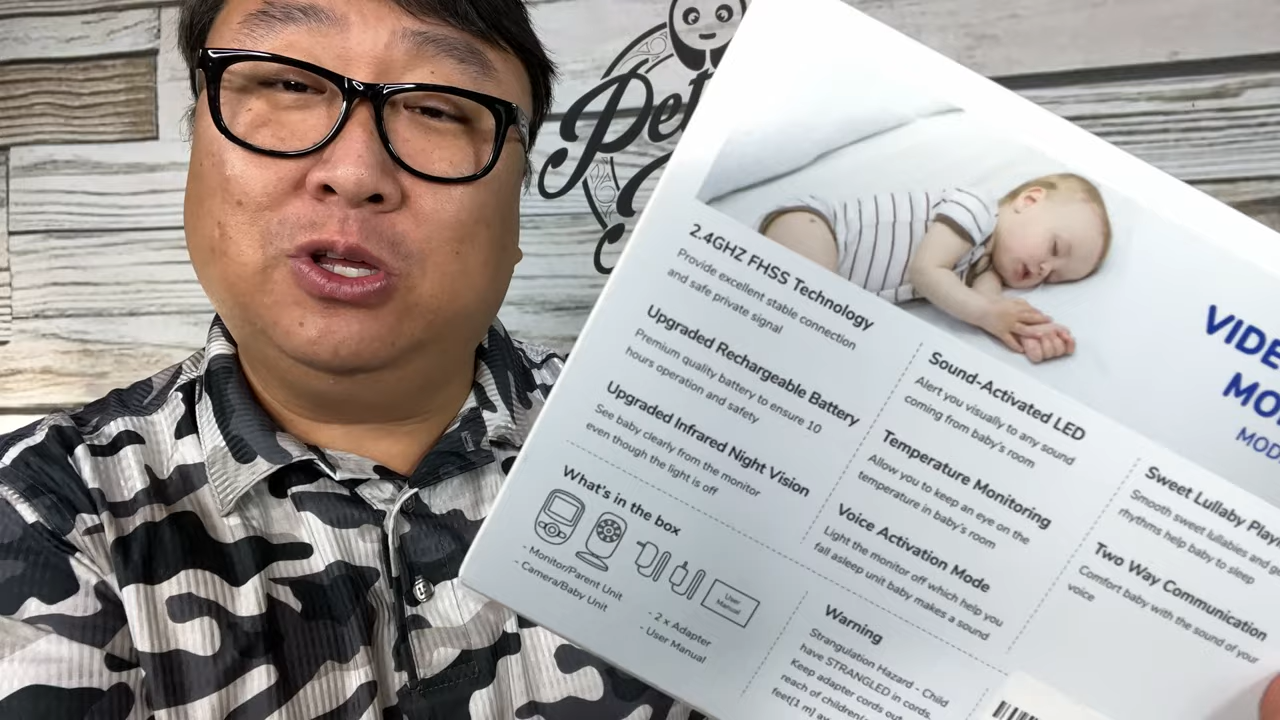 Pet
2.4GHZ FHSS Technology
Provide excellent stable connection
and safe private signal
Upgraded Rechargeable Battery
Premium quality battery to ensure 10
hours operation and safety
Upgraded Infrared Night Vision
See baby clearly from the monitor
even though the light is off
What's in the box
User
Manual
- Monitor/Parent Unit
- Camera/Baby Unit
- 2 x Adapter
- User Manual
Sound-Activated LED
Alert you visually to any sound
coming from baby's room
Temperature Monitoring
Allow you to keep an eye on the
temperature in baby's room
Voice Activation Mode
Light the monitor off which help you
fall asleep unit baby makes a sound
Warning
Strangulation Hazard - Child
have STRANGLED in cords.
Keep adapter cords out
reach of children
feet(1 m)
VIDE
MO
MOD
Sweet Lullaby
Smooth sweet lullabies and
rhythms help baby to sleep
Two Way Communication
Comfort baby with the sound of your
voice